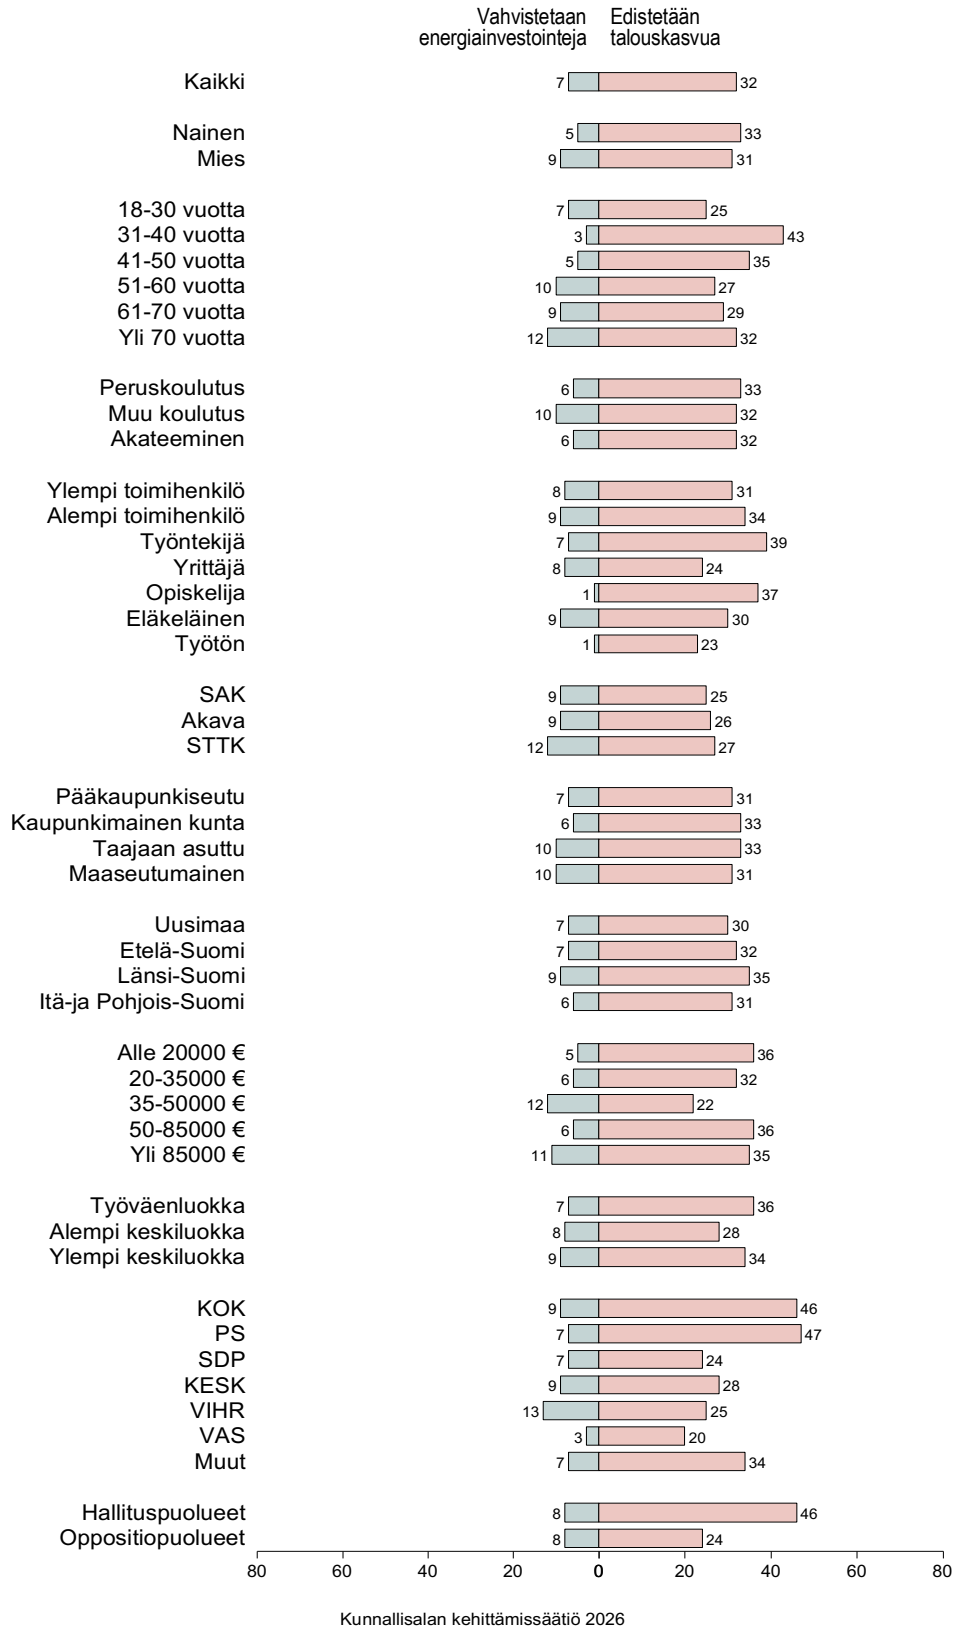 Vahvistetaan Edistetään
energiainvestointeja talouskasvua
Kaikki 7 32
Nainen 5 33
Mies 9 31
18-30 vuotta 7 25
31-40 vuotta 3 43
41-50 vuotta 5 35
51-60 vuotta 10 27
61-70 vuotta 9 29
Yli 70 vuotta 12 32
Peruskoulutus 6 33
Muu koulutus 10 32
Akateeminen 6 32
Ylempi toimihenkilö 8 31
Alempi toimihenkilö 9 34
Työntekijä 7 39
Yrittäjä 8 24
Opiskelija 1 37
Eläkeläinen 9 30
Työtön 1 23
SAK 9 25
Akava 9 26
STTK 12 27
Pääkaupunkiseutu 7 31
Kaupunkimainen kunta 6 33
Taajaan asuttu 10 33
Maaseutumainen 10 31
Uusimaa 7 30
Etelä-Suomi 7 32
Länsi-Suomi 9 35
Itä-ja Pohjois-Suomi 6 31
Alle 20000 € 5 36
20-35000 € 6 32
35-50000 € 12 22
50-85000 € 6 36
Yli 85000 € 11 35
Työväenluokka 7 36
Alempi keskiluokka 8 28
Ylempi keskiluokka 9 34
KOK 9 46
PS 7 47
SDP 7 24
KESK 9 28
VIHR 13 25
VAS 3 20
Muut 7 34
Hallituspuolueet 8 46
Oppositiopuolueet 8 24
80 60 40 20 0 20 40 60 80
Kunnallisalan kehittämissäätiö 2026